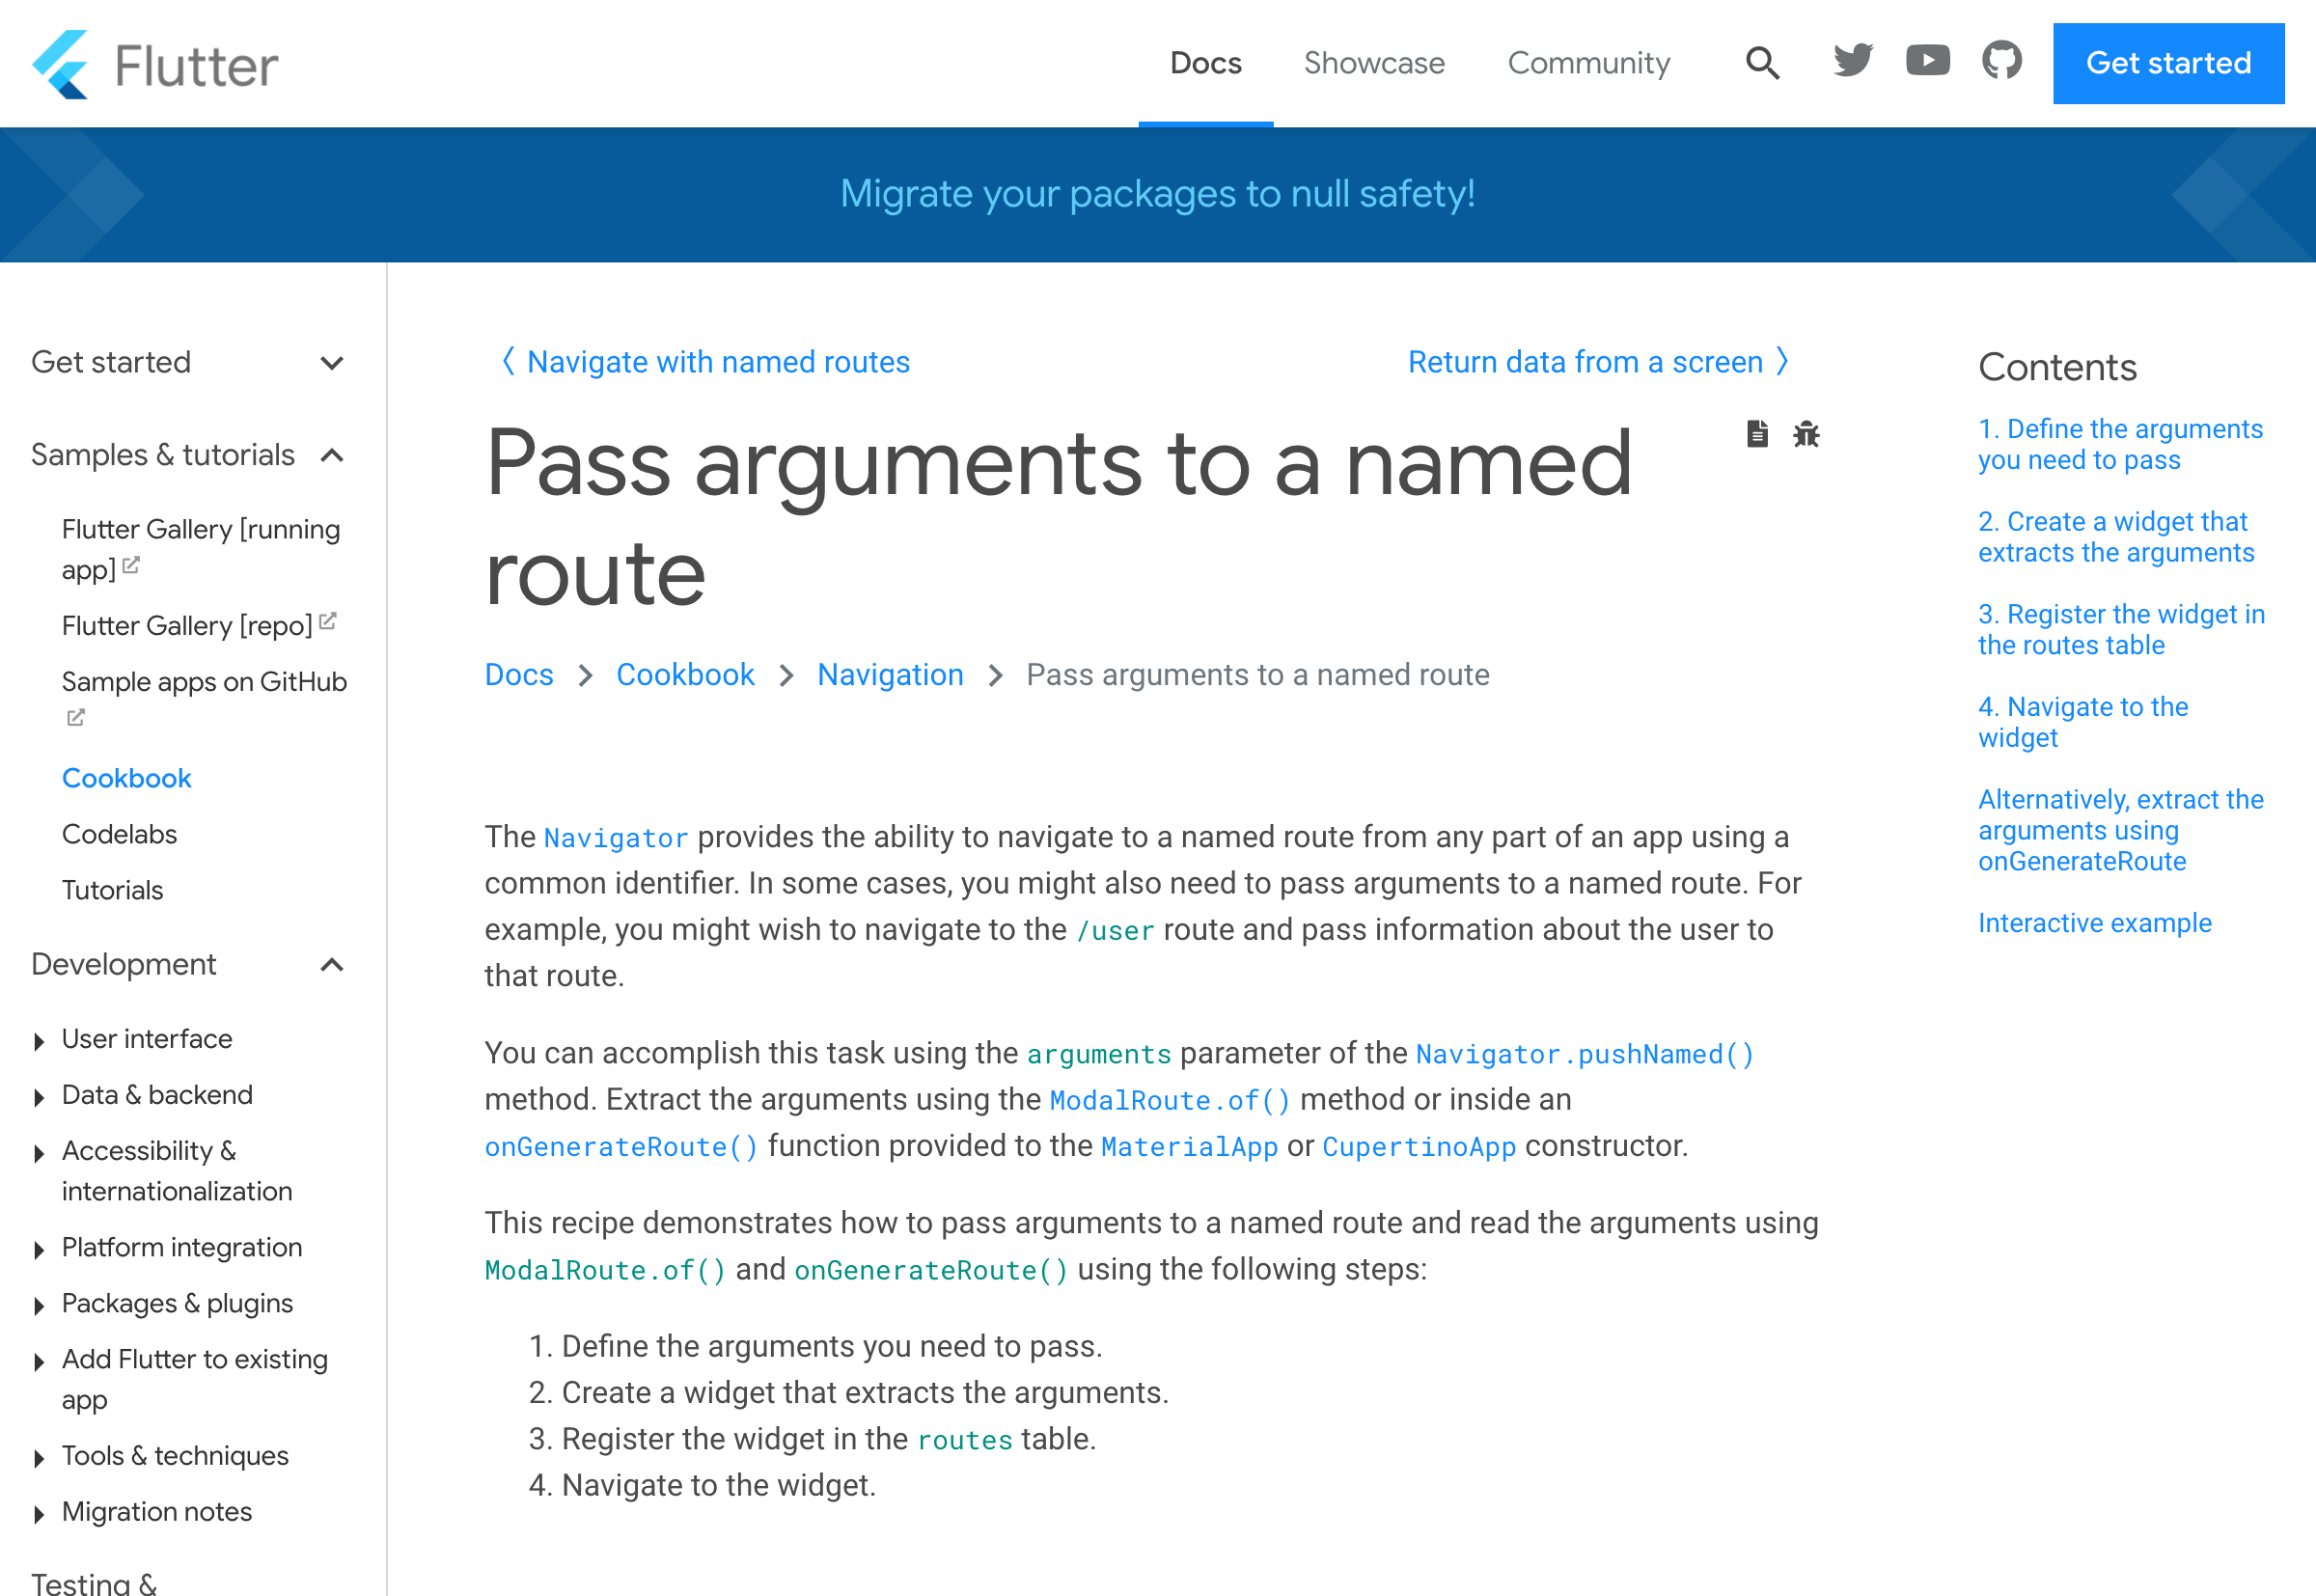 Flutter
Docs
Showcase
Community
Get started
Migrate your packages to null safety!
Get started
Samples & tutorials
Flutter Gallery [running
app]
Flutter Gallery [repo]
Sample apps on GitHub
Cookbook
Codelabs
Tutorials
Development
User interface
Data & backend
Accessibility &
internationalization
Platform integration
Packages & plugins
Add Flutter to existing
app
Tools & techniques
Migration notes
Testing &
〈 Navigate with named routes
Return data from a screen 〉
Pass arguments to a named
route
Docs > Cookbook > Navigation > Pass arguments to a named route
The Navigator provides the ability to navigate to a named route from any part of an app using a
common identifier. In some cases, you might also need to pass arguments to a named route. For
example, you might wish to navigate to the /user route and pass information about the user to
that route.
You can accomplish this task using the arguments parameter of the Navigator.pushNamed()
method. Extract the arguments using the ModalRoute.of() method or inside an
onGenerateRoute() function provided to the MaterialApp or CupertinoApp constructor.
This recipe demonstrates how to pass arguments to a named route and read the arguments using
ModalRoute.of() and onGenerateRoute() using the following steps:
1. Define the arguments you need to pass.
2. Create a widget that extracts the arguments.
3. Register the widget in the routes table.
4. Navigate to the widget.
Contents
1. Define the arguments
you need to pass
2. Create a widget that
extracts the arguments
3. Register the widget in
the routes table
4. Navigate to the
widget
Alternatively, extract the
arguments using
onGenerateRoute
Interactive example